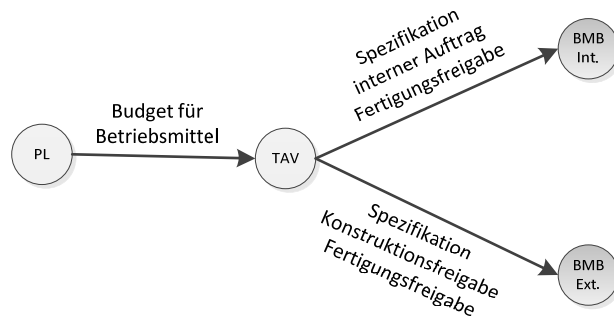 PL
Budget für
Betriebsmittel
TAV
Spezifikation
interner Auftrag
Fertigungsfreigabe
BMB
Int.
Spezifikation
Konstruktionsfreigabe
Fertigungsfreigabe
BMB
Ext.